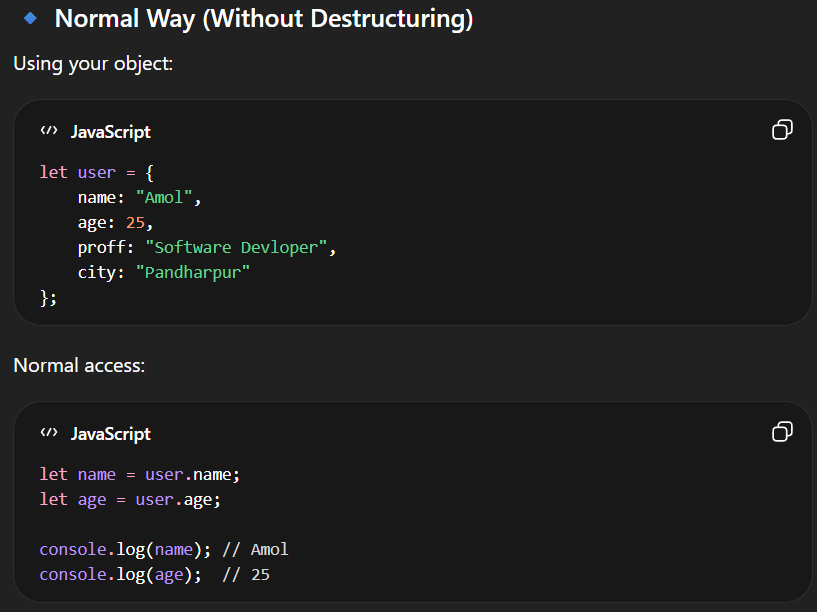 Normal Way (Without Destructuring)
Using your object:
JavaScript
let user = {
    name: "Amol",
    age: 25,
    proff: "Software Devloper",
    city: "Pandharpur"
};
Normal access:
JavaScript
let name = user.name;
let age = user.age;

console.log(name); // Amol
console.log(age);  // 25